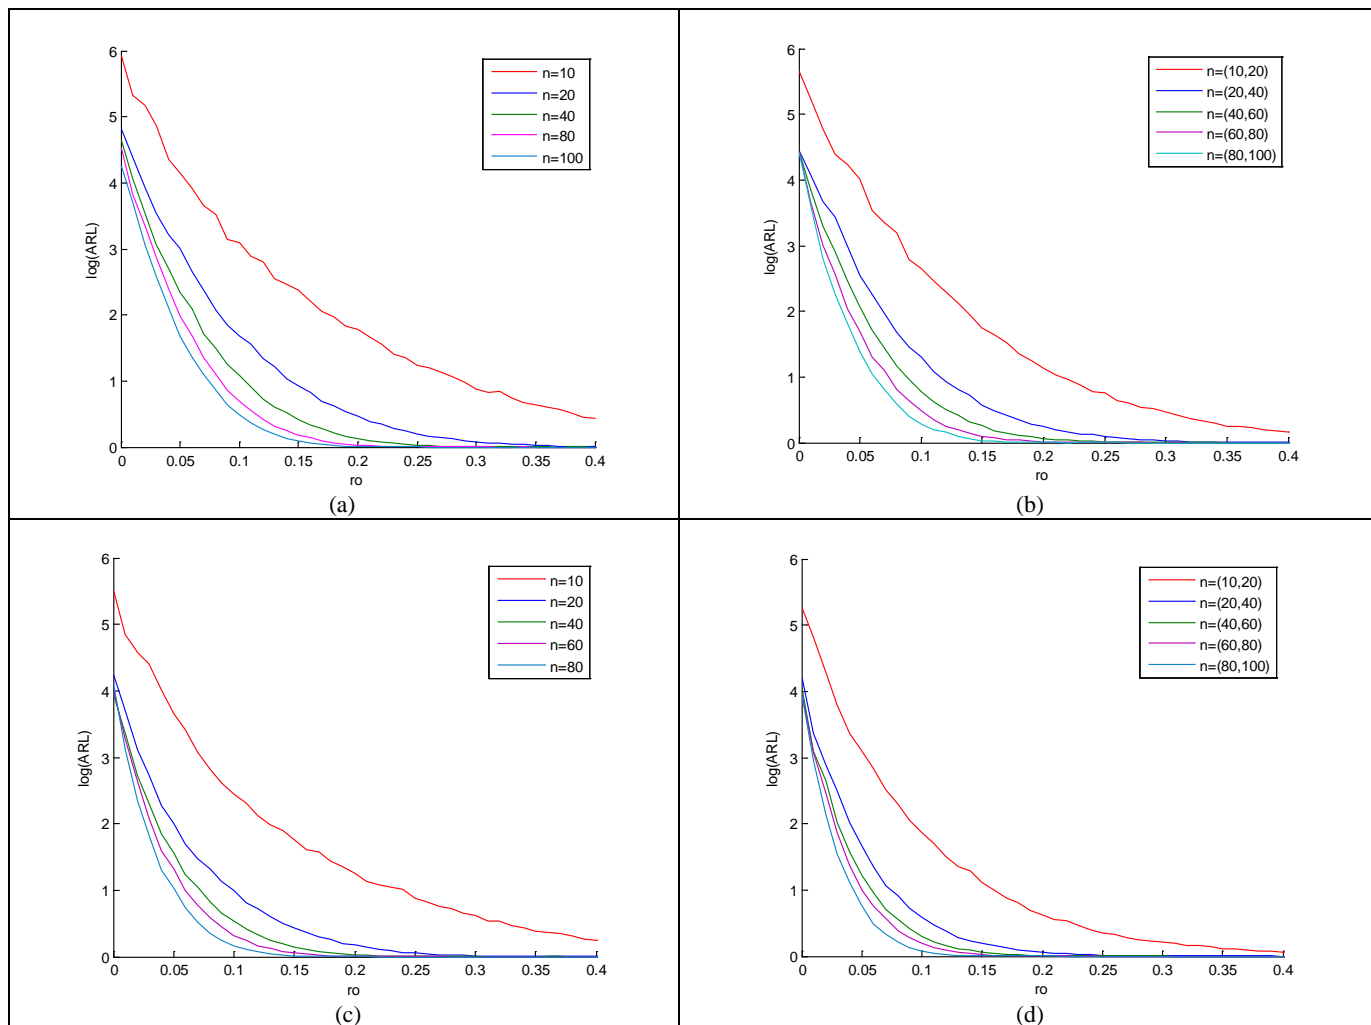 6
5
4
3
2
1
0
log(ARL)
n=10
n=20
n=40
n=80
n=100
0 0.05 0.1 0.15 0.2 0.25 0.3 0.35 0.4
ro
(a)
6
5
4
3
2
1
0
log(ARL)
n=(10,20)
n=(20,40)
n=(40,60)
n=(60,80)
n=(80,100)
0 0.05 0.1 0.15 0.2 0.25 0.3 0.35 0.4
ro
(b)
6
5
4
3
2
1
0
log(ARL)
n=10
n=20
n=40
n=60
n=80
0 0.05 0.1 0.15 0.2 0.25 0.3 0.35 0.4
ro
(c)
6
5
4
3
2
1
0
log(ARL)
n=(10,20)
n=(20,40)
n=(40,60)
n=(60,80)
n=(80,100)
0 0.05 0.1 0.15 0.2 0.25 0.3 0.35 0.4
ro
(d)